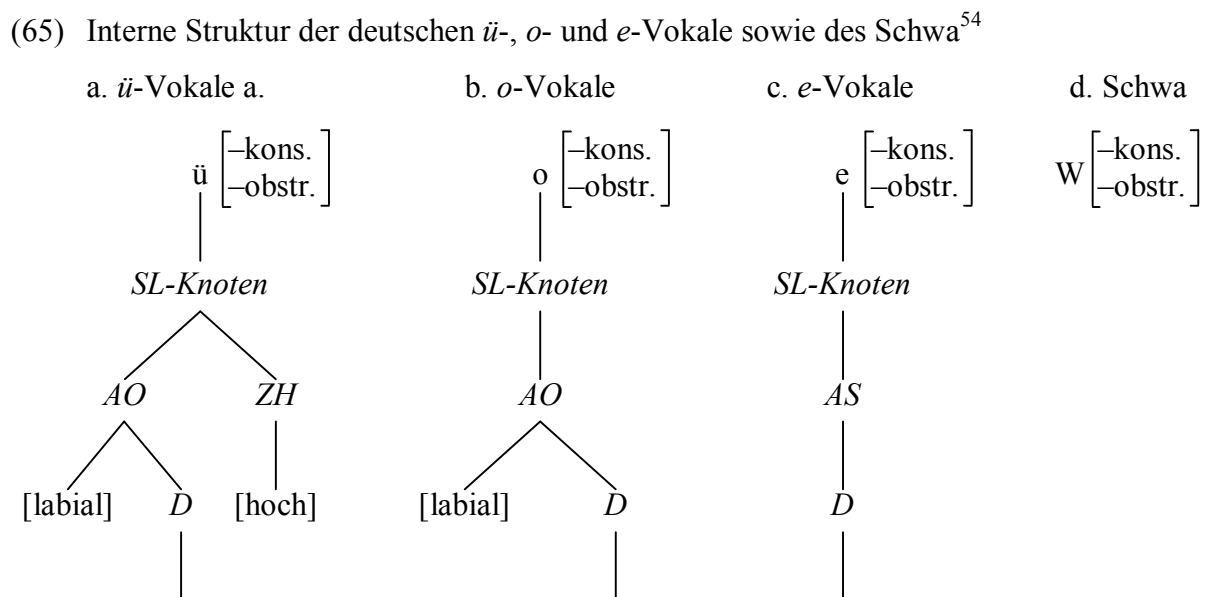 (65) Interne Struktur der deutschen ü-, o- und e-Vokale sowie des Schwa54
a. ü-Vokale a. b. o-Vokale c. e-Vokale d. Schwa
ü [–kons. –obstr.] o [–kons. –obstr.] e [–kons. –obstr.] W [–kons. –obstr.]
SL-Knoten SL-Knoten SL-Knoten
AO ZH AO AS
[labial] D [hoch] [labial] D D